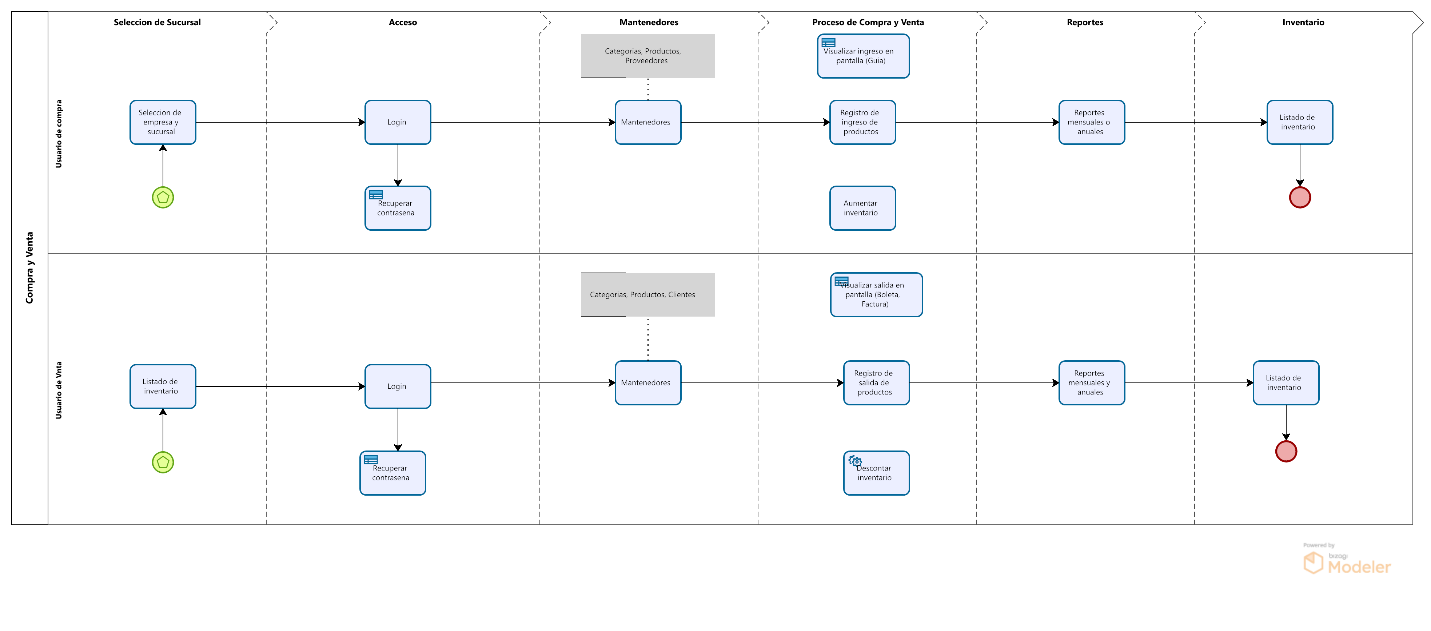 Seleccion de Sucursal
Acceso
Mantenedores
Proceso de Compra y Venta
Reportes
Inventario
Compra y Venta
Usuario de compra
Categorias, Productos,
Proveedores
Visualizar ingreso en
pantalla (Guia)
Seleccion de
empresa y
sucursal
Login
Mantenedores
Registro de
ingreso de
productos
Reportes
mensuales o
anuales
Listado de
inventario
Recuperar
contrasena
Aumentar
inventario
Usuario de Vnta
Categorias, Productos, Clientes
Visualizar salida en
pantalla (Boleta,
Factura)
Listado de
inventario
Login
Mantenedores
Registro de
salida de
productos
Reportes
mensuales y
anuales
Listado de
inventario
Recuperar
contrasena
Descontar
inventario
Powered by
bizagi
Modeler